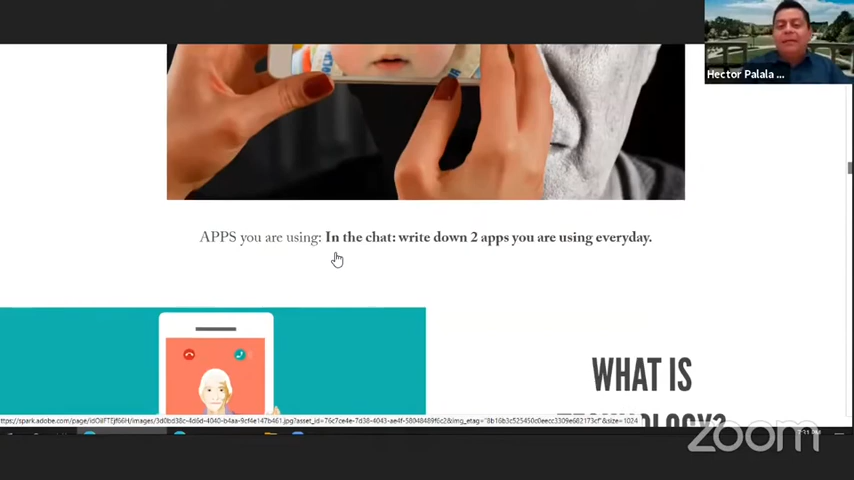 Hector Palala ...
APPS you are using: In the chat: write down 2 apps you are using everyday.
WHAT IS
TECHNOLOGY?
zoom